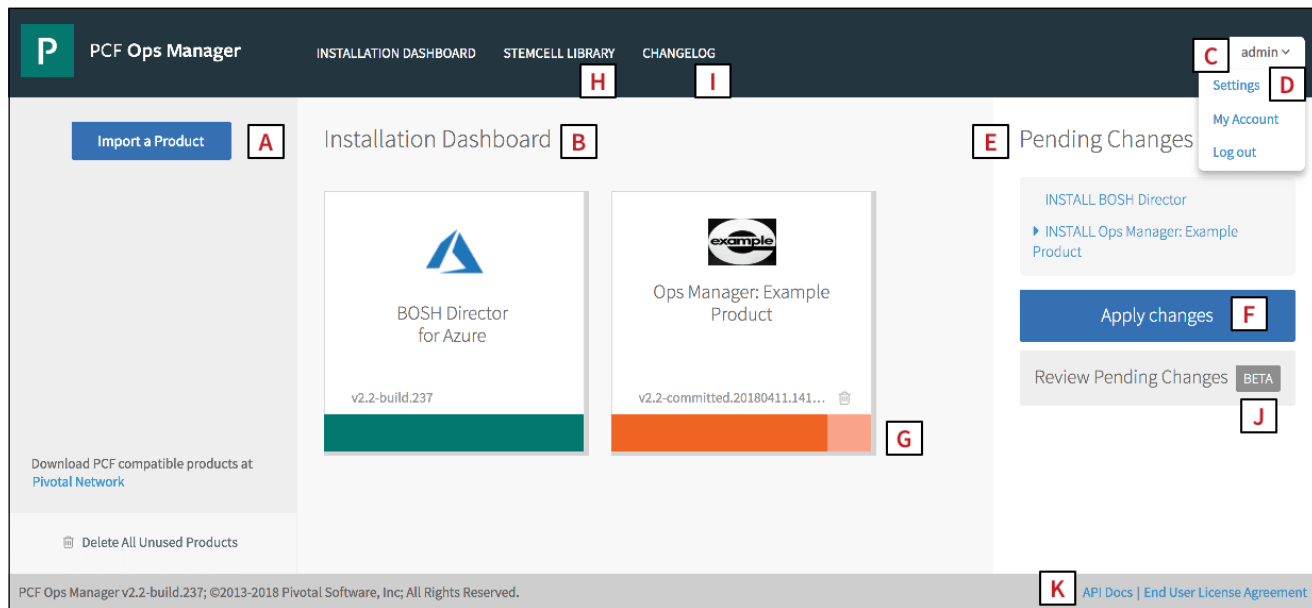 P
PCF Ops Manager
INSTALLATION DASHBOARD
STEMCELL LIBRARY
CHANGELOG
H
I
C
admin
Settings
D
My Account
Log out
Import a Product
A
Installation Dashboard
B
E
Pending Changes
BOSH Director
for Azure
v2.2-build.237
example
Ops Manager: Example
Product
v2.2-committed.20180411.141...
G
INSTALL BOSH Director
INSTALL Ops Manager: Example
Product
Apply changes
F
Review Pending Changes
BETA
J
Download PCF compatible products at
Pivotal Network
Delete All Unused Products
PCF Ops Manager v2.2-build.237; ©2013-2018 Pivotal Software, Inc; All Rights Reserved.
K
API Docs | End User License Agreement